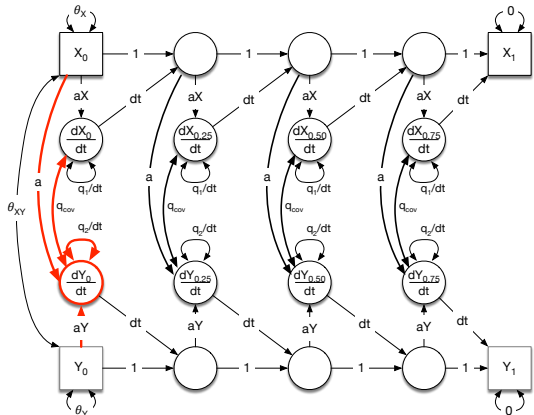 θX 0
X0 1 1 1 1 X1
aX dt aX dt aX dt aX dt
dX0 dX0.25 dX0.50 dX0.75
dt dt dt dt
q1/dt q1/dt q1/dt q1/dt
θXY a qcov a qcov a qcov a qcov
q2/dt q2/dt q2/dt q2/dt
dY0 dY0.25 dY0.50 dY0.75
dt dt dt dt
aY dt aY dt aY dt aY dt
Y0 1 1 1 1 Y1
θY 0